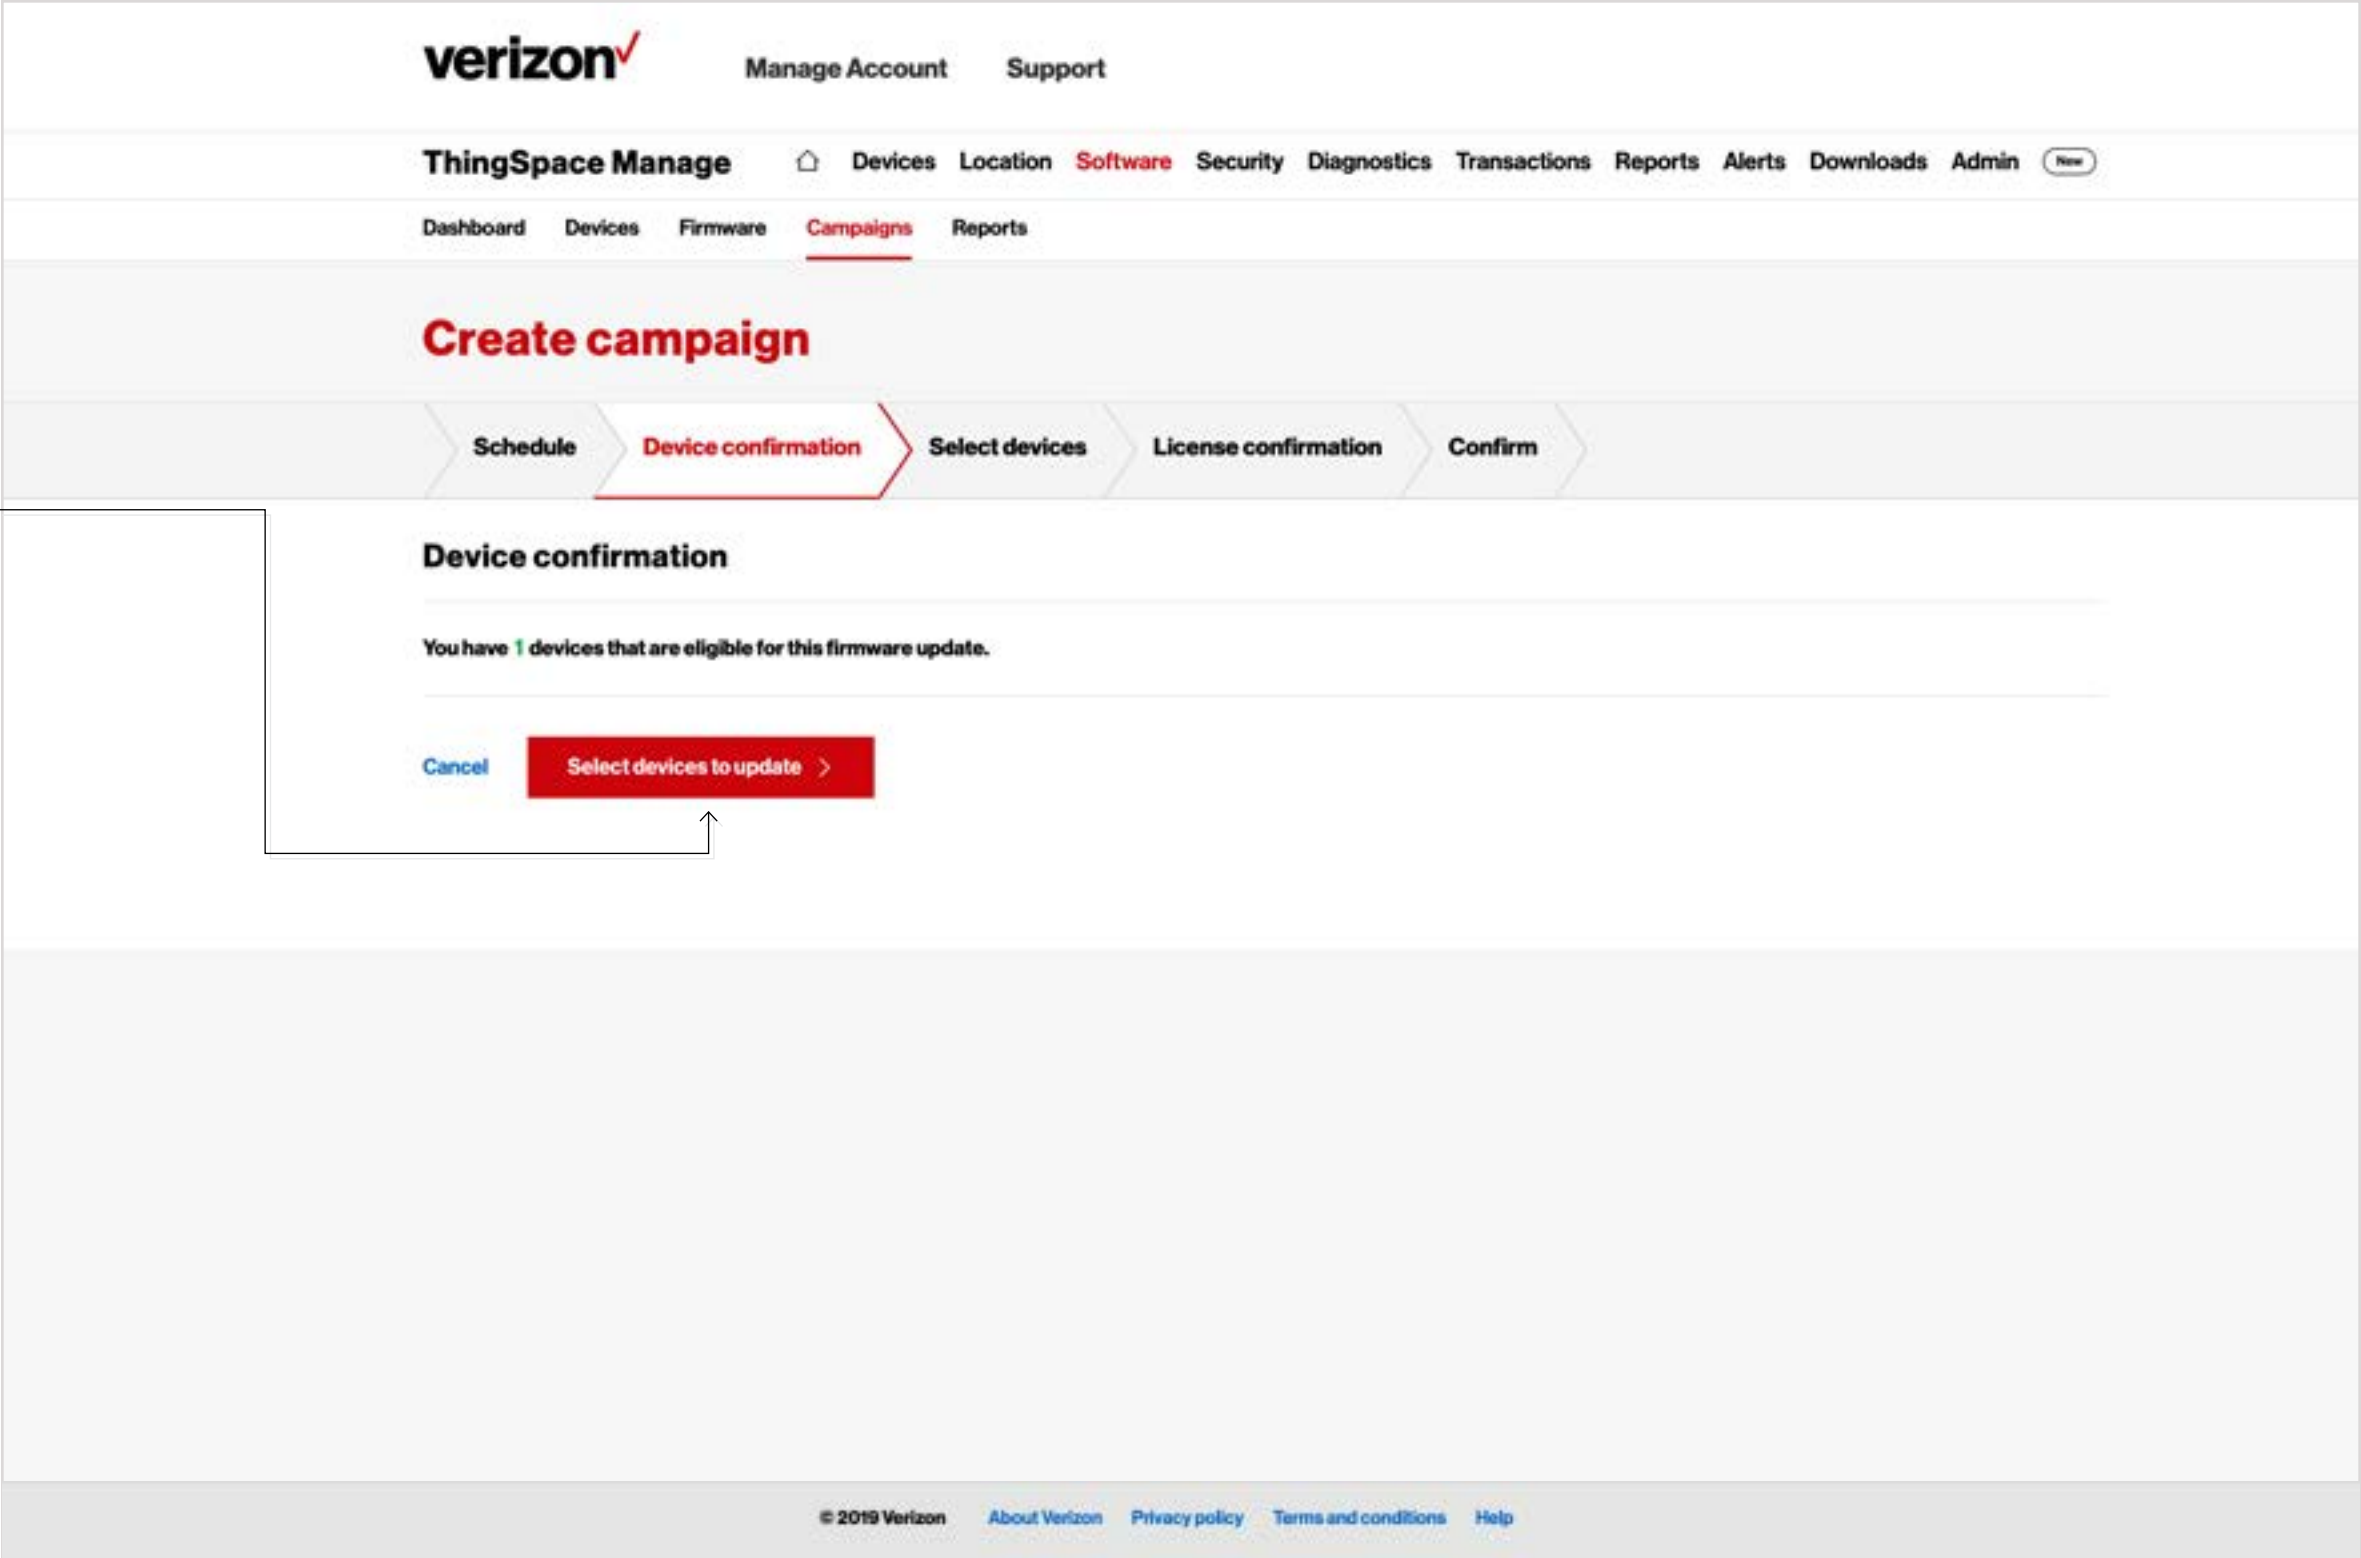 verizon
Manage Account Support
ThingSpace Manage Devices Location Software Security Diagnostics Transactions Reports Alerts Downloads Admin New
Dashboard Devices Firmware Campaigns Reports
Create campaign
Schedule Device confirmation Select devices License confirmation Confirm
Device confirmation
You have 1 devices that are eligible for this firmware update.
Cancel Select devices to update >
© 2019 Verizon About Verizon Privacy policy Terms and conditions Help